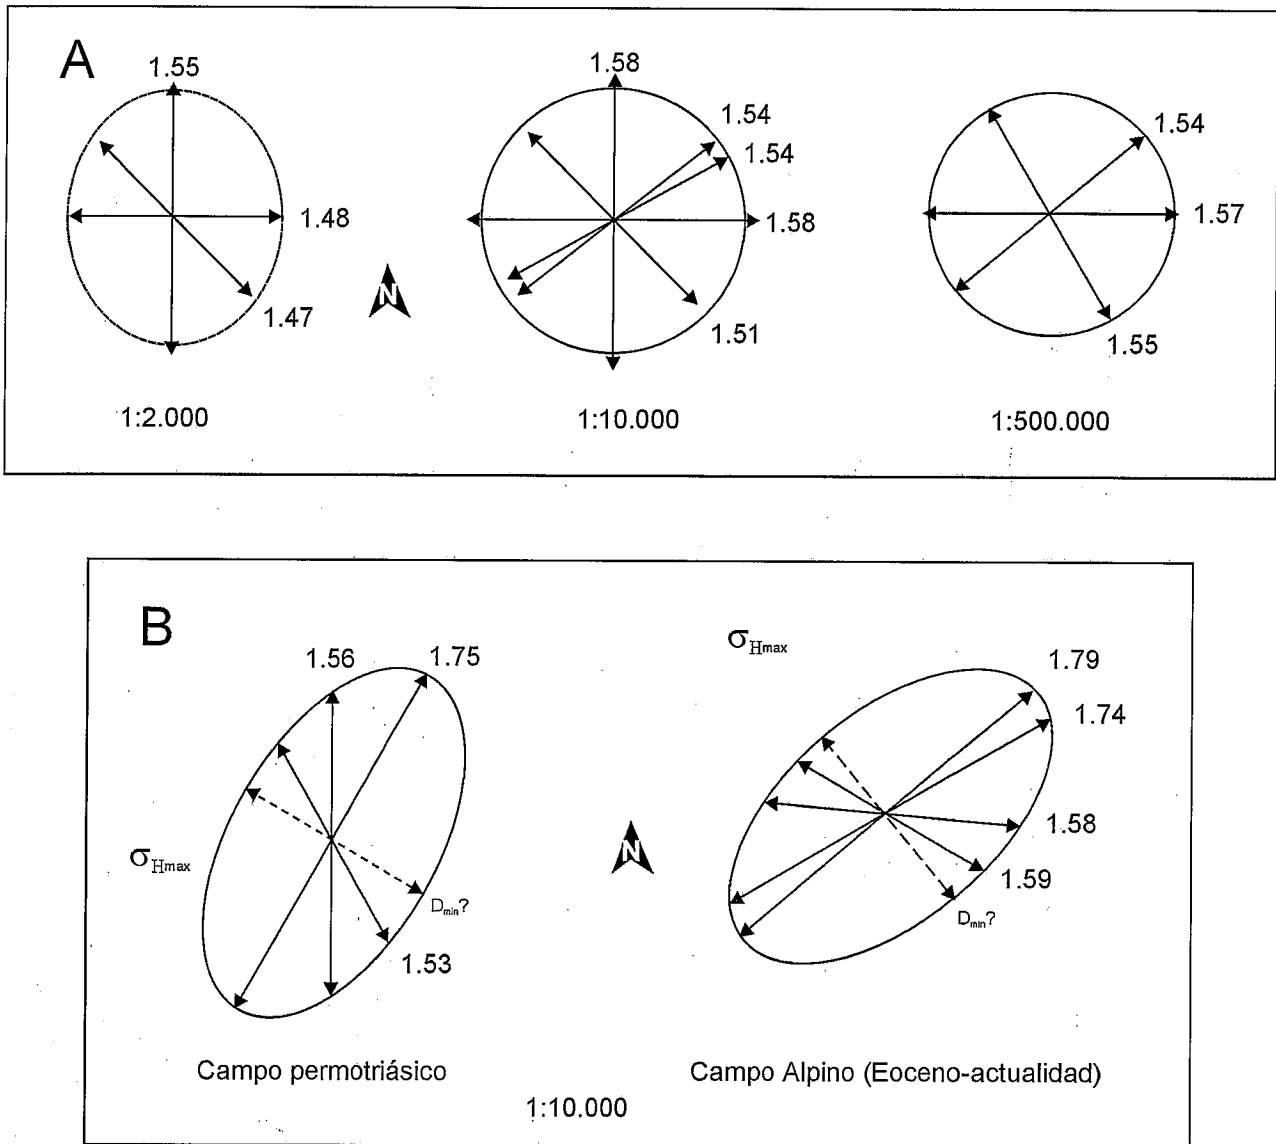 A
1.55
1.48
1.47
1:2.000
N
1.58
1.54
1.54
1.58
1.51
1:10.000
1.54
1.57
1.55
1:500.000
B
1.56
1.75
σHmax
Dmin?
1.53
Campo permotriásico
N
σHmax
1.79
1.74
1.58
1.59
Dmin?
Campo Alpino (Eoceno-actualidad)
1:10.000